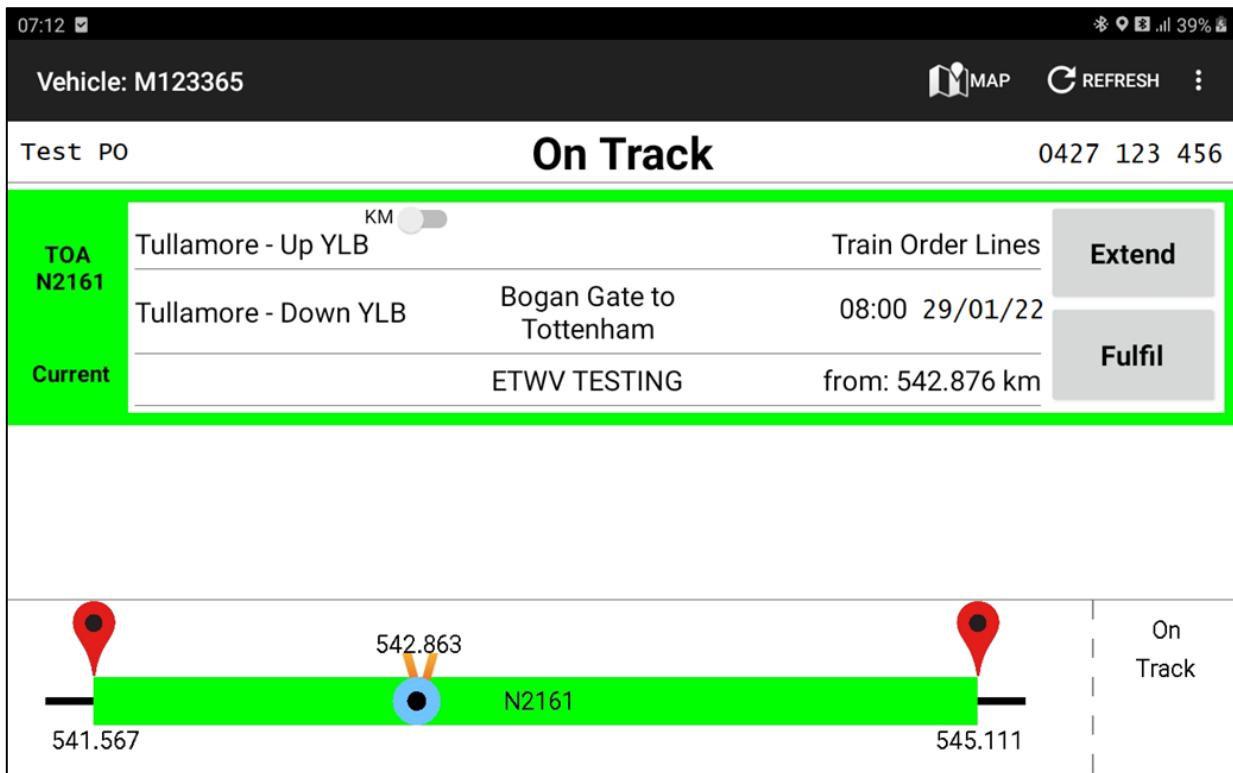 07:12 39%
Vehicle: M123365 MAP REFRESH
Test PO On Track 0427 123 456
KM
TOA
N2161
Tullamore - Up YLB Train Order Lines
Extend
Tullamore - Down YLB Bogan Gate to
Tottenham 08:00 29/01/22
Fulfil
Current
ETWV TESTING from: 542.876 km
542.863
On
Track
N2161
541.567 545.111